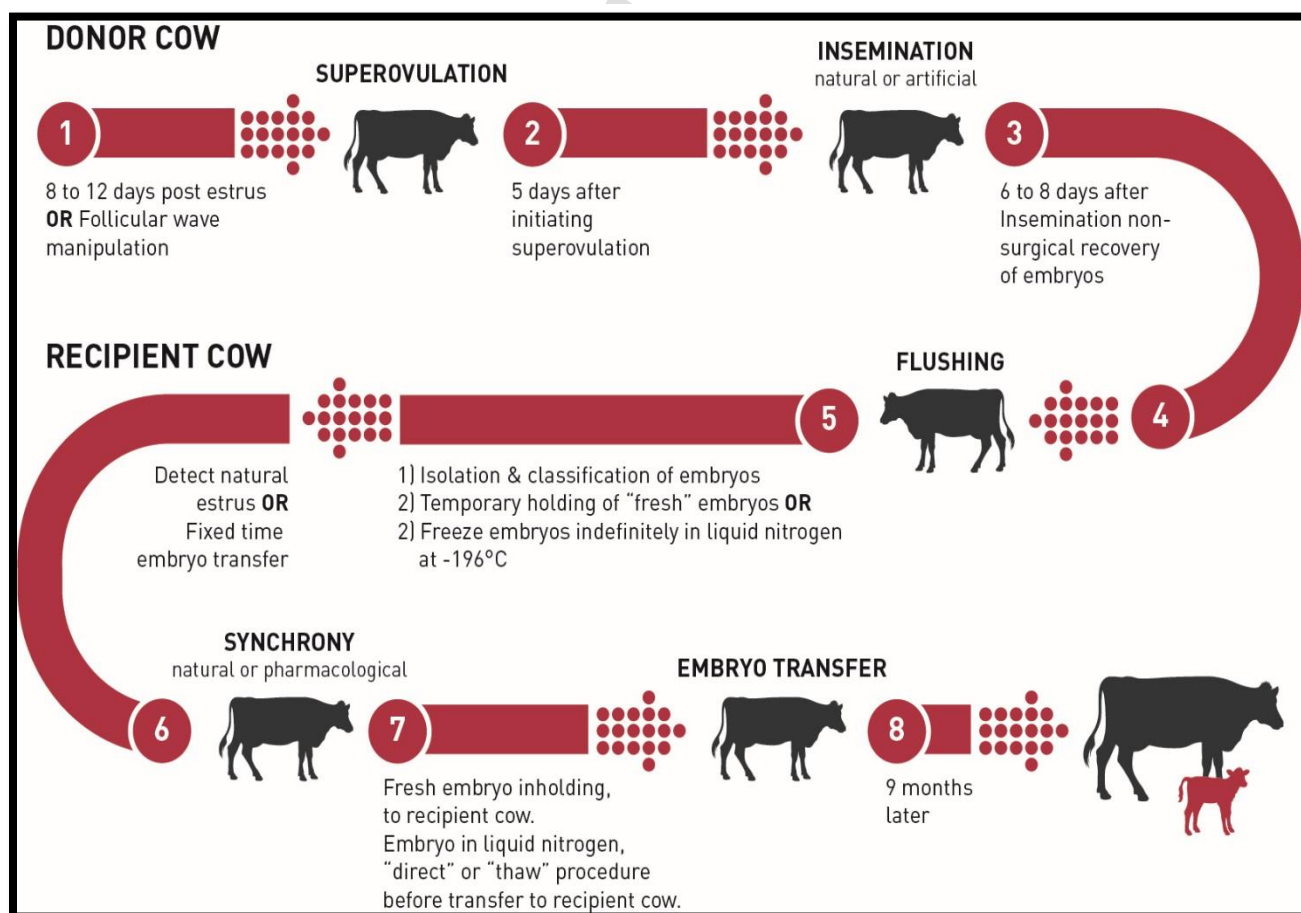 DONOR COW
SUPEROVULATION
INSEMINATION
natural or artificial
1
2
3
8 to 12 days post estrus
OR Follicular wave
manipulation
5 days after
initiating
superovulation
6 to 8 days after
Insemination non-
surgical recovery
of embryos
RECIPIENT COW
FLUSHING
4
5
1) Isolation & classification of embryos
2) Temporary holding of “fresh” embryos OR
2) Freeze embryos indefinitely in liquid nitrogen
at -196°C
Detect natural
estrus OR
Fixed time
embryo transfer
SYNCHRONY
natural or pharmacological
EMBRYO TRANSFER
6
7
8
Fresh embryo inholding,
to recipient cow.
Embryo in liquid nitrogen,
“direct” or “thaw” procedure
before transfer to recipient cow.
9 months
later